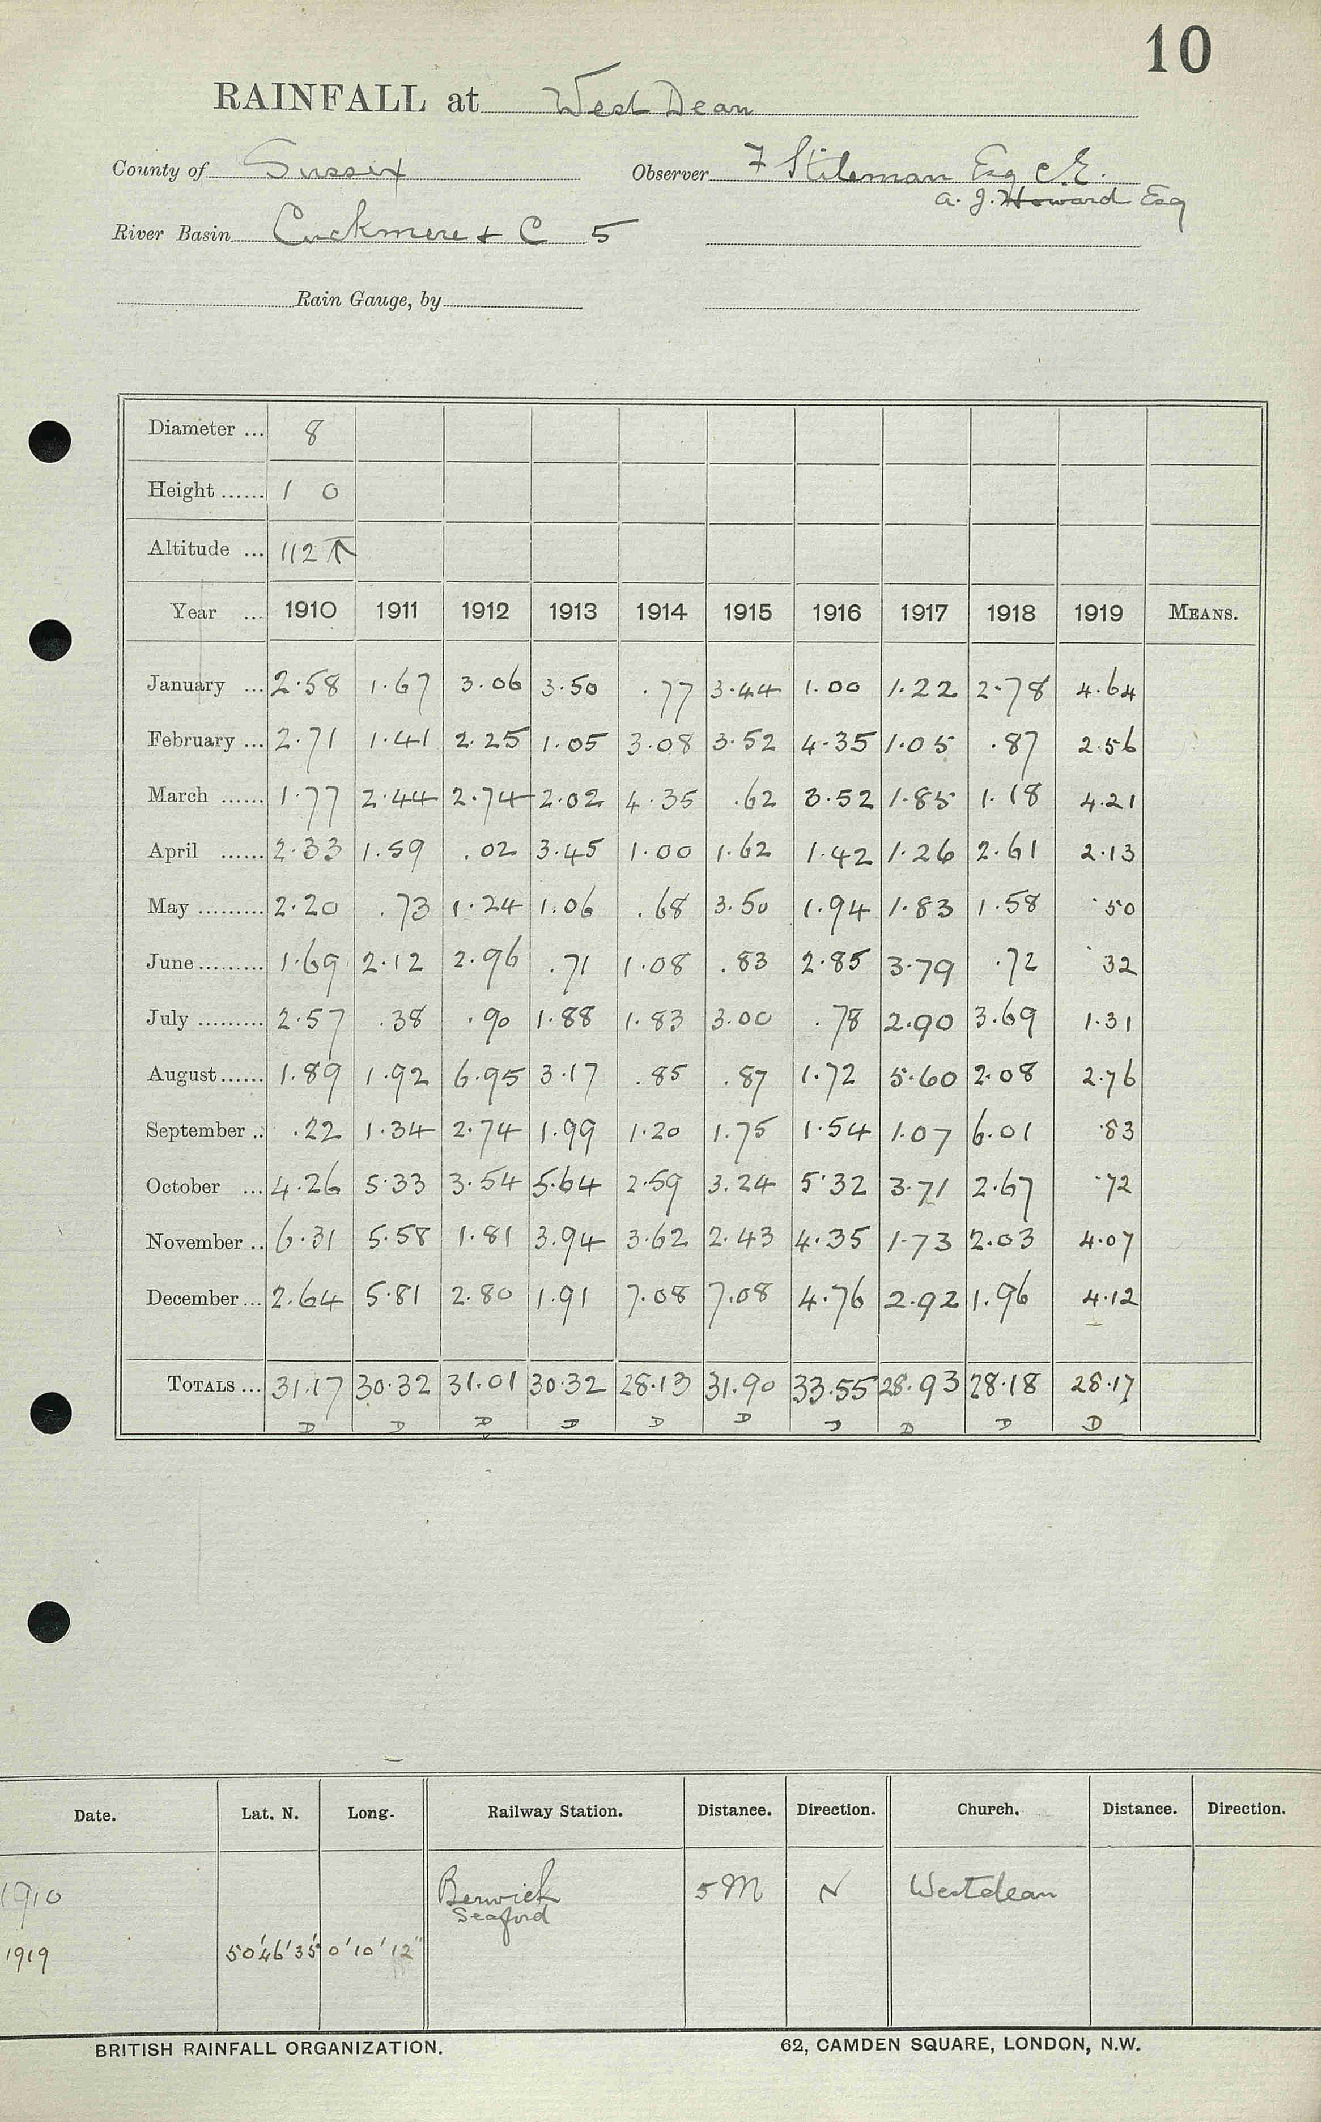 10
RAINFALL at West Dean
County of Sussex Observer F Stileman Esq C.E.
A. J. Howard Esq
River Basin Cuckmere & C 5
Rain Gauge, by
Diameter ... 8
Height ...... 1 0
Altitude ... 112 ↑
Year ... 1910 1911 1912 1913 1914 1915 1916 1917 1918 1919 MEANS.
January ... 2.58 1.67 3.06 3.50 .77 3.44 1.00 1.22 2.78 4.64
February ... 2.71 1.41 2.25 1.05 3.08 3.52 4.35 1.05 .87 2.56
March ...... 1.77 2.44 2.74 2.02 4.35 .62 3.52 1.85 1.18 4.21
April ...... 2.33 1.59 .02 3.45 1.00 1.62 1.42 1.26 2.61 2.13
May ......... 2.20 .73 1.24 1.06 .68 3.50 1.94 1.83 1.58 .50
June ......... 1.69 2.12 2.96 .71 1.08 .83 2.85 3.79 .72 .32
July ......... 2.57 .38 .90 1.88 1.83 3.00 .78 2.90 3.69 1.31
August ...... 1.89 1.92 6.95 3.17 .85 .87 1.72 5.60 2.08 2.76
September .. .22 1.34 2.74 1.99 1.20 1.75 1.54 1.07 6.01 .83
October ... 4.26 5.33 3.54 5.64 2.59 3.24 5.32 3.71 2.67 .72
November .. 6.31 5.58 1.81 3.94 3.62 2.43 4.35 1.73 2.03 4.07
December ... 2.64 5.81 2.80 1.91 7.08 7.08 4.76 2.92 1.96 4.12
TOTALS ... 31.17 30.32 31.01 30.32 28.13 31.90 33.55 28.93 28.18 28.17
D D D D D D D D D D
Date. Lat. N. Long. Railway Station. Distance. Direction. Church. Distance. Direction.
1910 Berwick 5 M N Westdean
Seaford
1919 50°46'35" 0°10'12"
BRITISH RAINFALL ORGANIZATION. 62, CAMDEN SQUARE, LONDON, N.W.